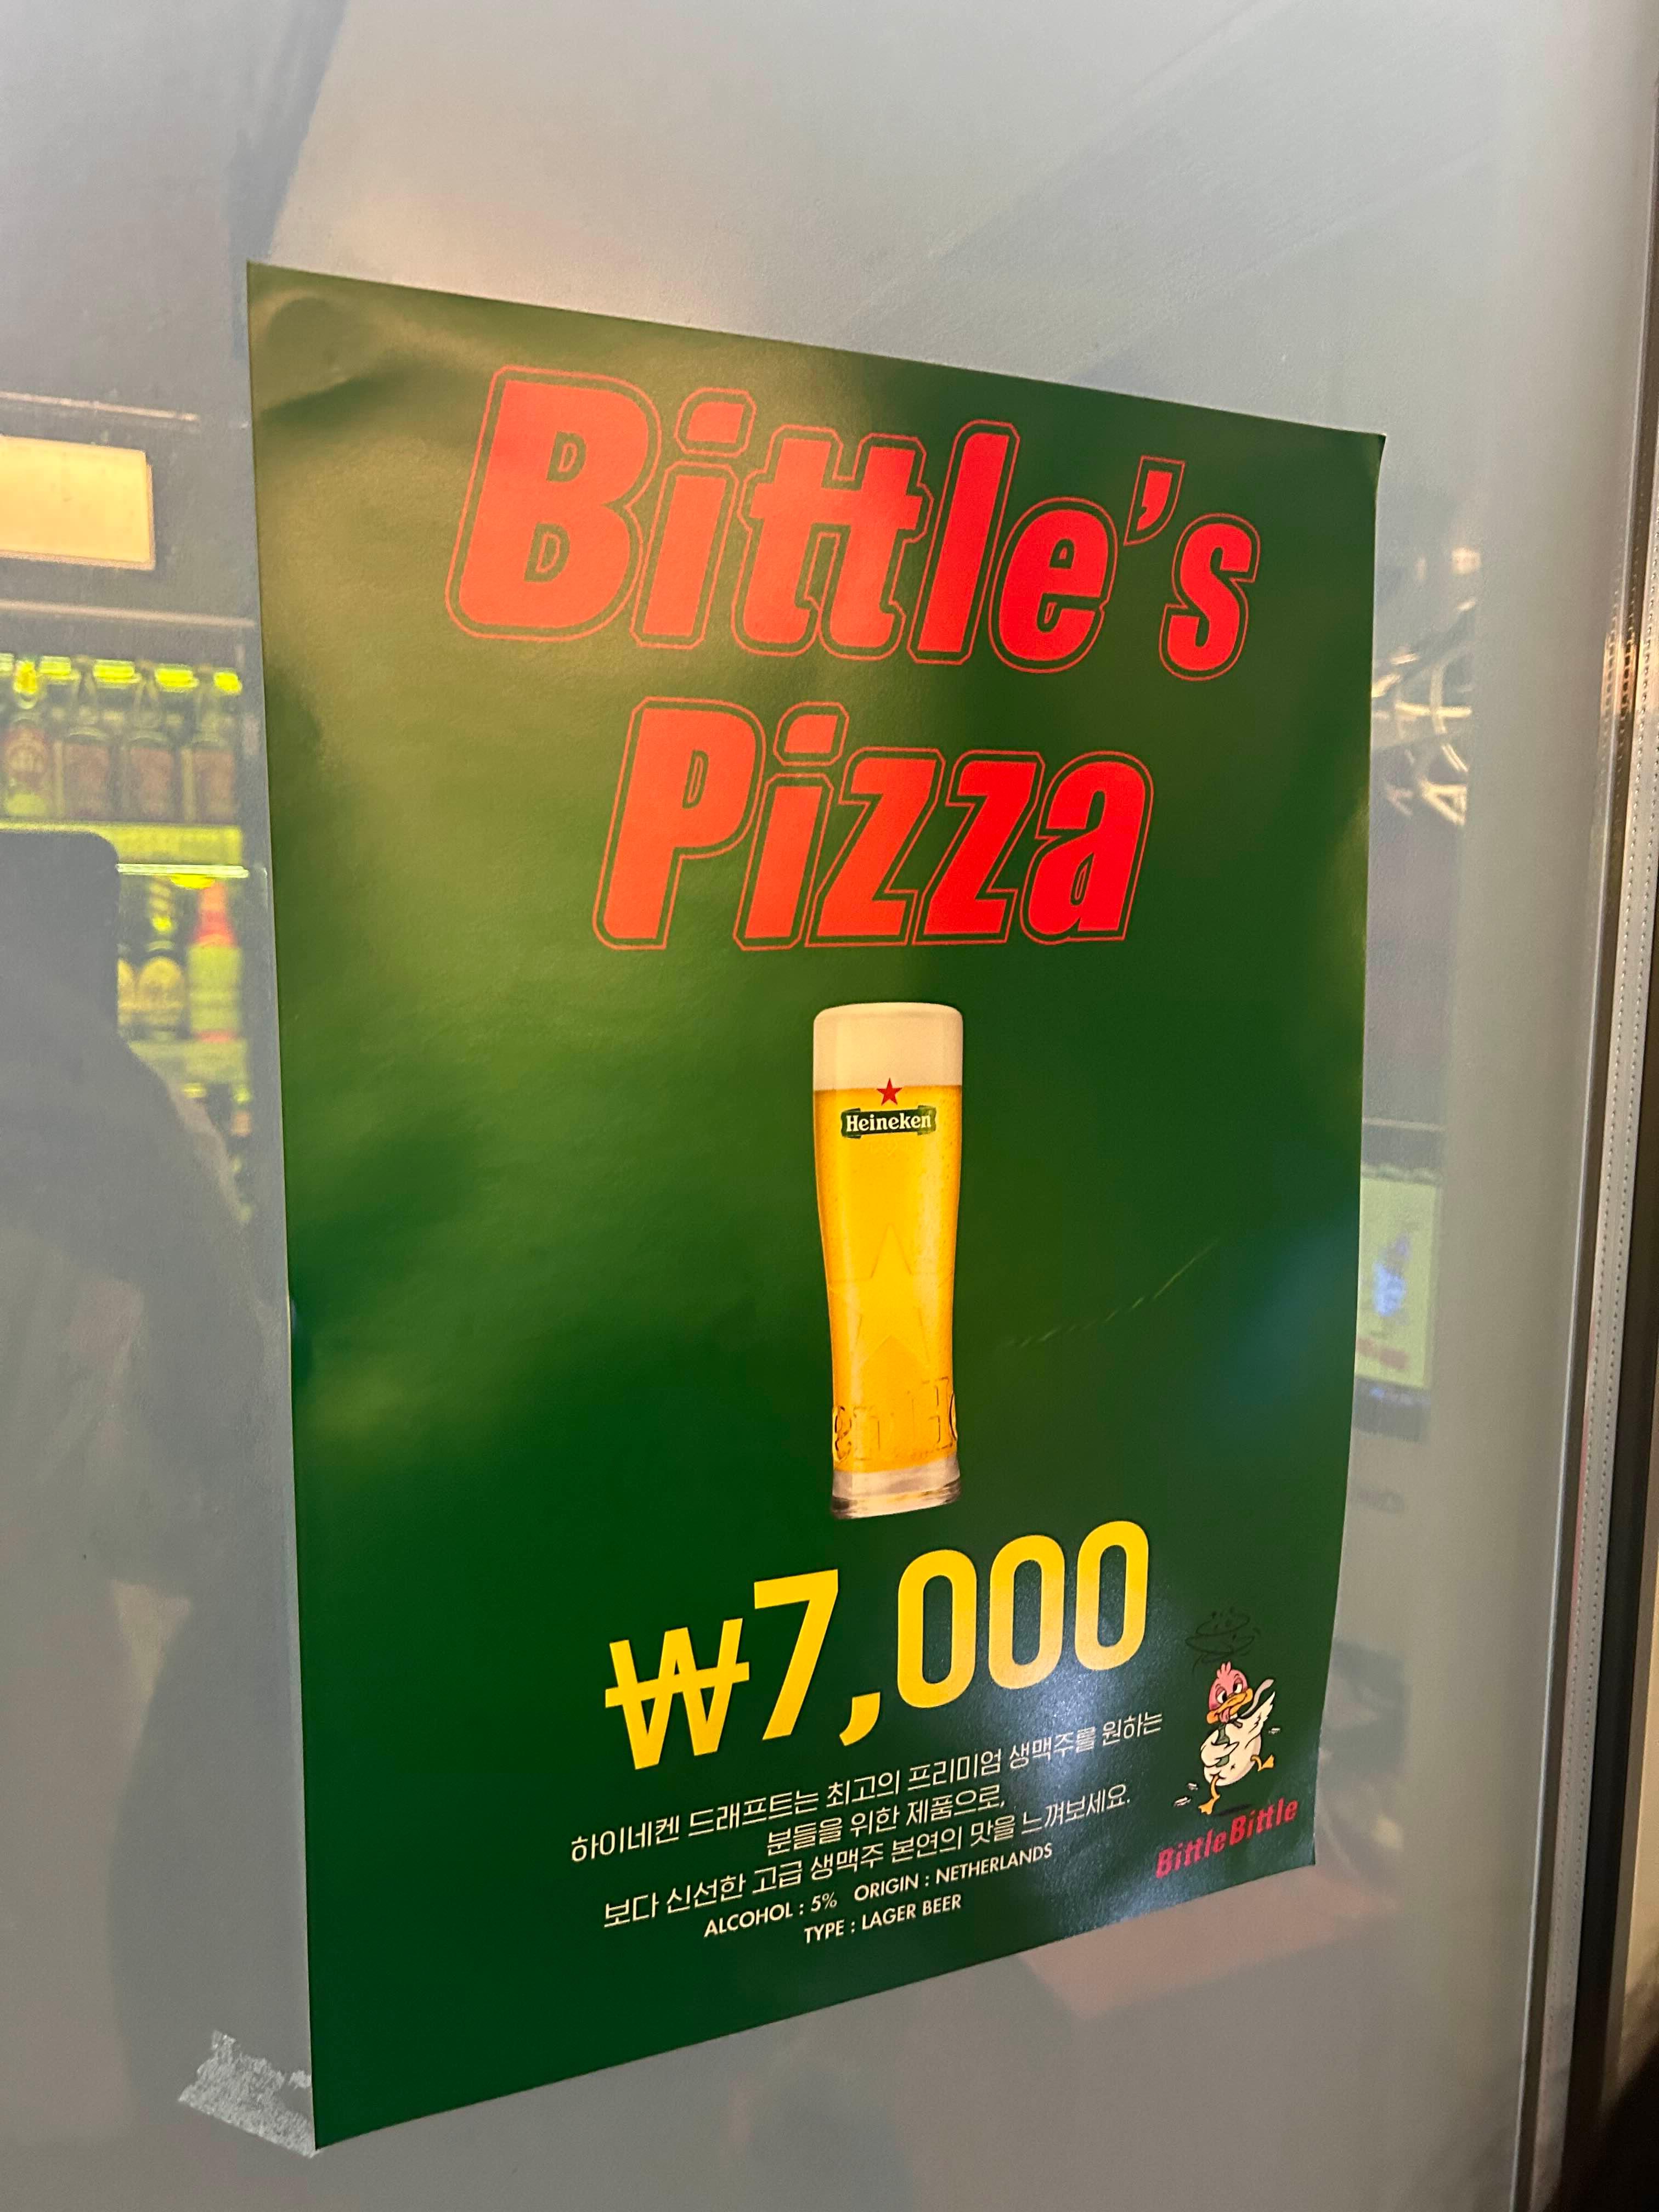 Bittle's
Pizza
Heineken
₩7,000
하이네켄 드래프트는 최고의 프리미엄 생맥주를 원하는
분들을 위한 제품으로,
보다 신선한 고급 생맥주 본연의 맛을 느껴보세요.
ALCOHOL : 5% ORIGIN : NETHERLANDS
TYPE : LAGER BEER
BittleBittle